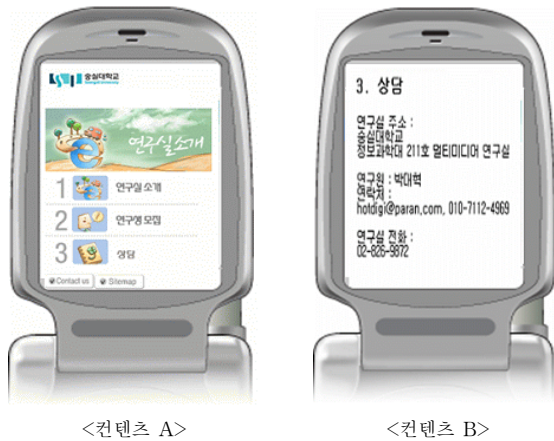 숭실대학교
연구실소개
1 연구실 소개
2 연구생 모집
3 상담
Contact us
Sitemap
3. 상담
연구실 주소 :
숭실대학교
정보과학대 211호 멀티미디어 연구실
연구원 : 박대혁
연락처 :
hotdigi@paran.com, 010-7112-4969
연구실 전화 :
02-826-9872
<컨텐츠 A>
<컨텐츠 B>